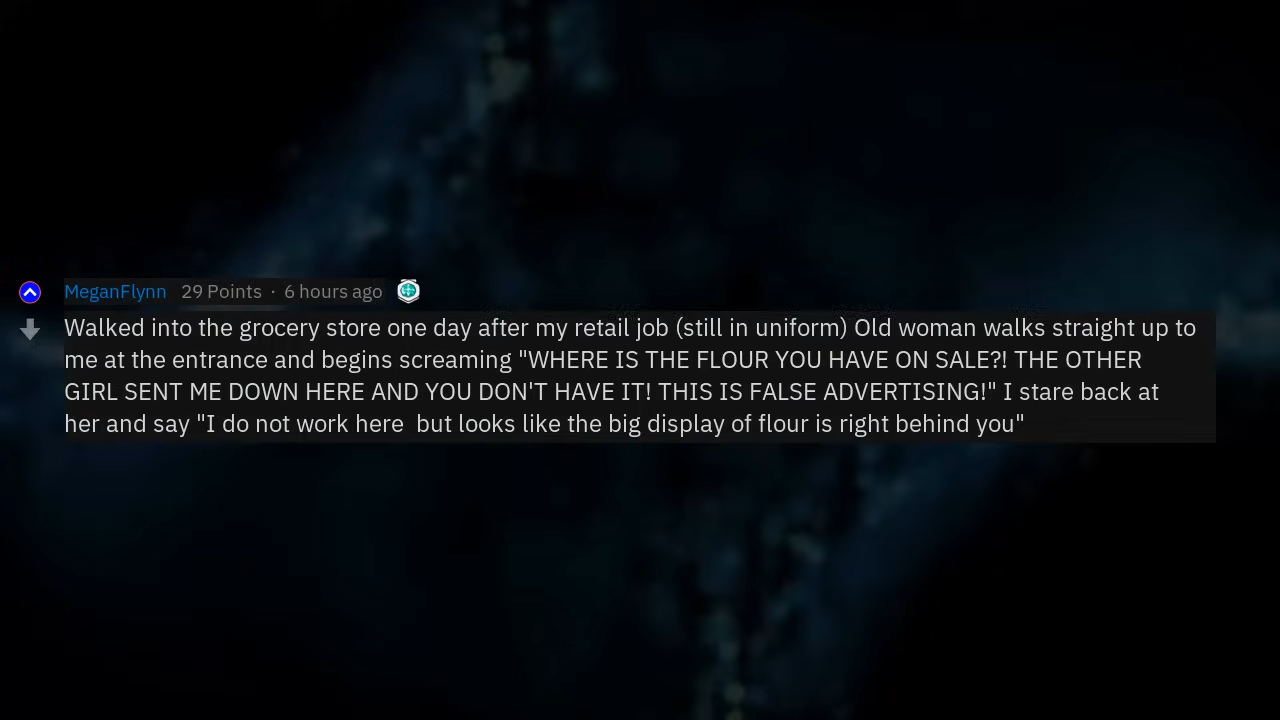 MeganFlynn 29 Points · 6 hours ago
Walked into the grocery store one day after my retail job (still in uniform) Old woman walks straight up to
me at the entrance and begins screaming "WHERE IS THE FLOUR YOU HAVE ON SALE?! THE OTHER
GIRL SENT ME DOWN HERE AND YOU DON'T HAVE IT! THIS IS FALSE ADVERTISING!" I stare back at
her and say "I do not work here  but looks like the big display of flour is right behind you"